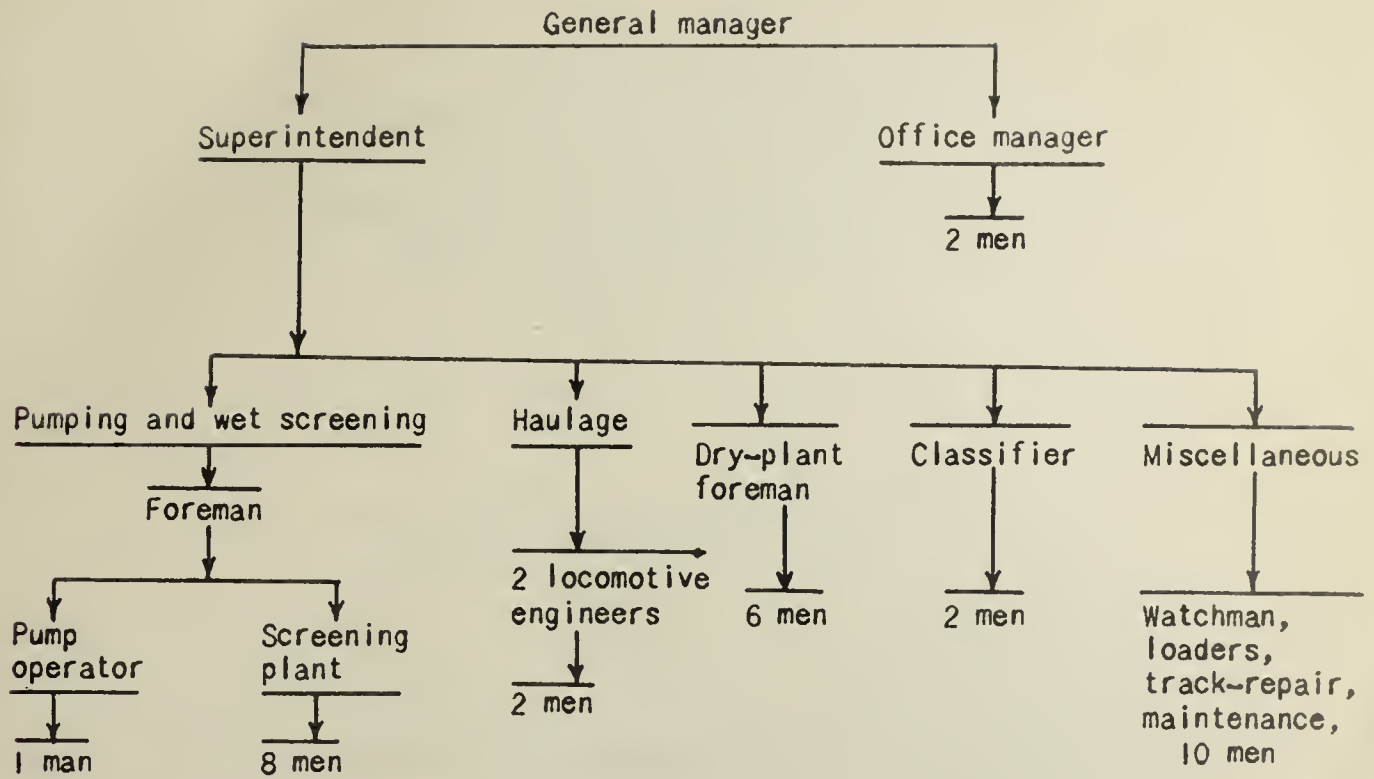 General manager
Superintendent
Office manager
2 men
Pumping and wet screening
Foreman
Pump
operator
1 man
Screening
plant
8 men
Haulage
2 locomotive
engineers
2 men
Dry-plant
foreman
6 men
Classifier
2 men
Miscellaneous
Watchman,
loaders,
track-repair,
maintenance,
10 men